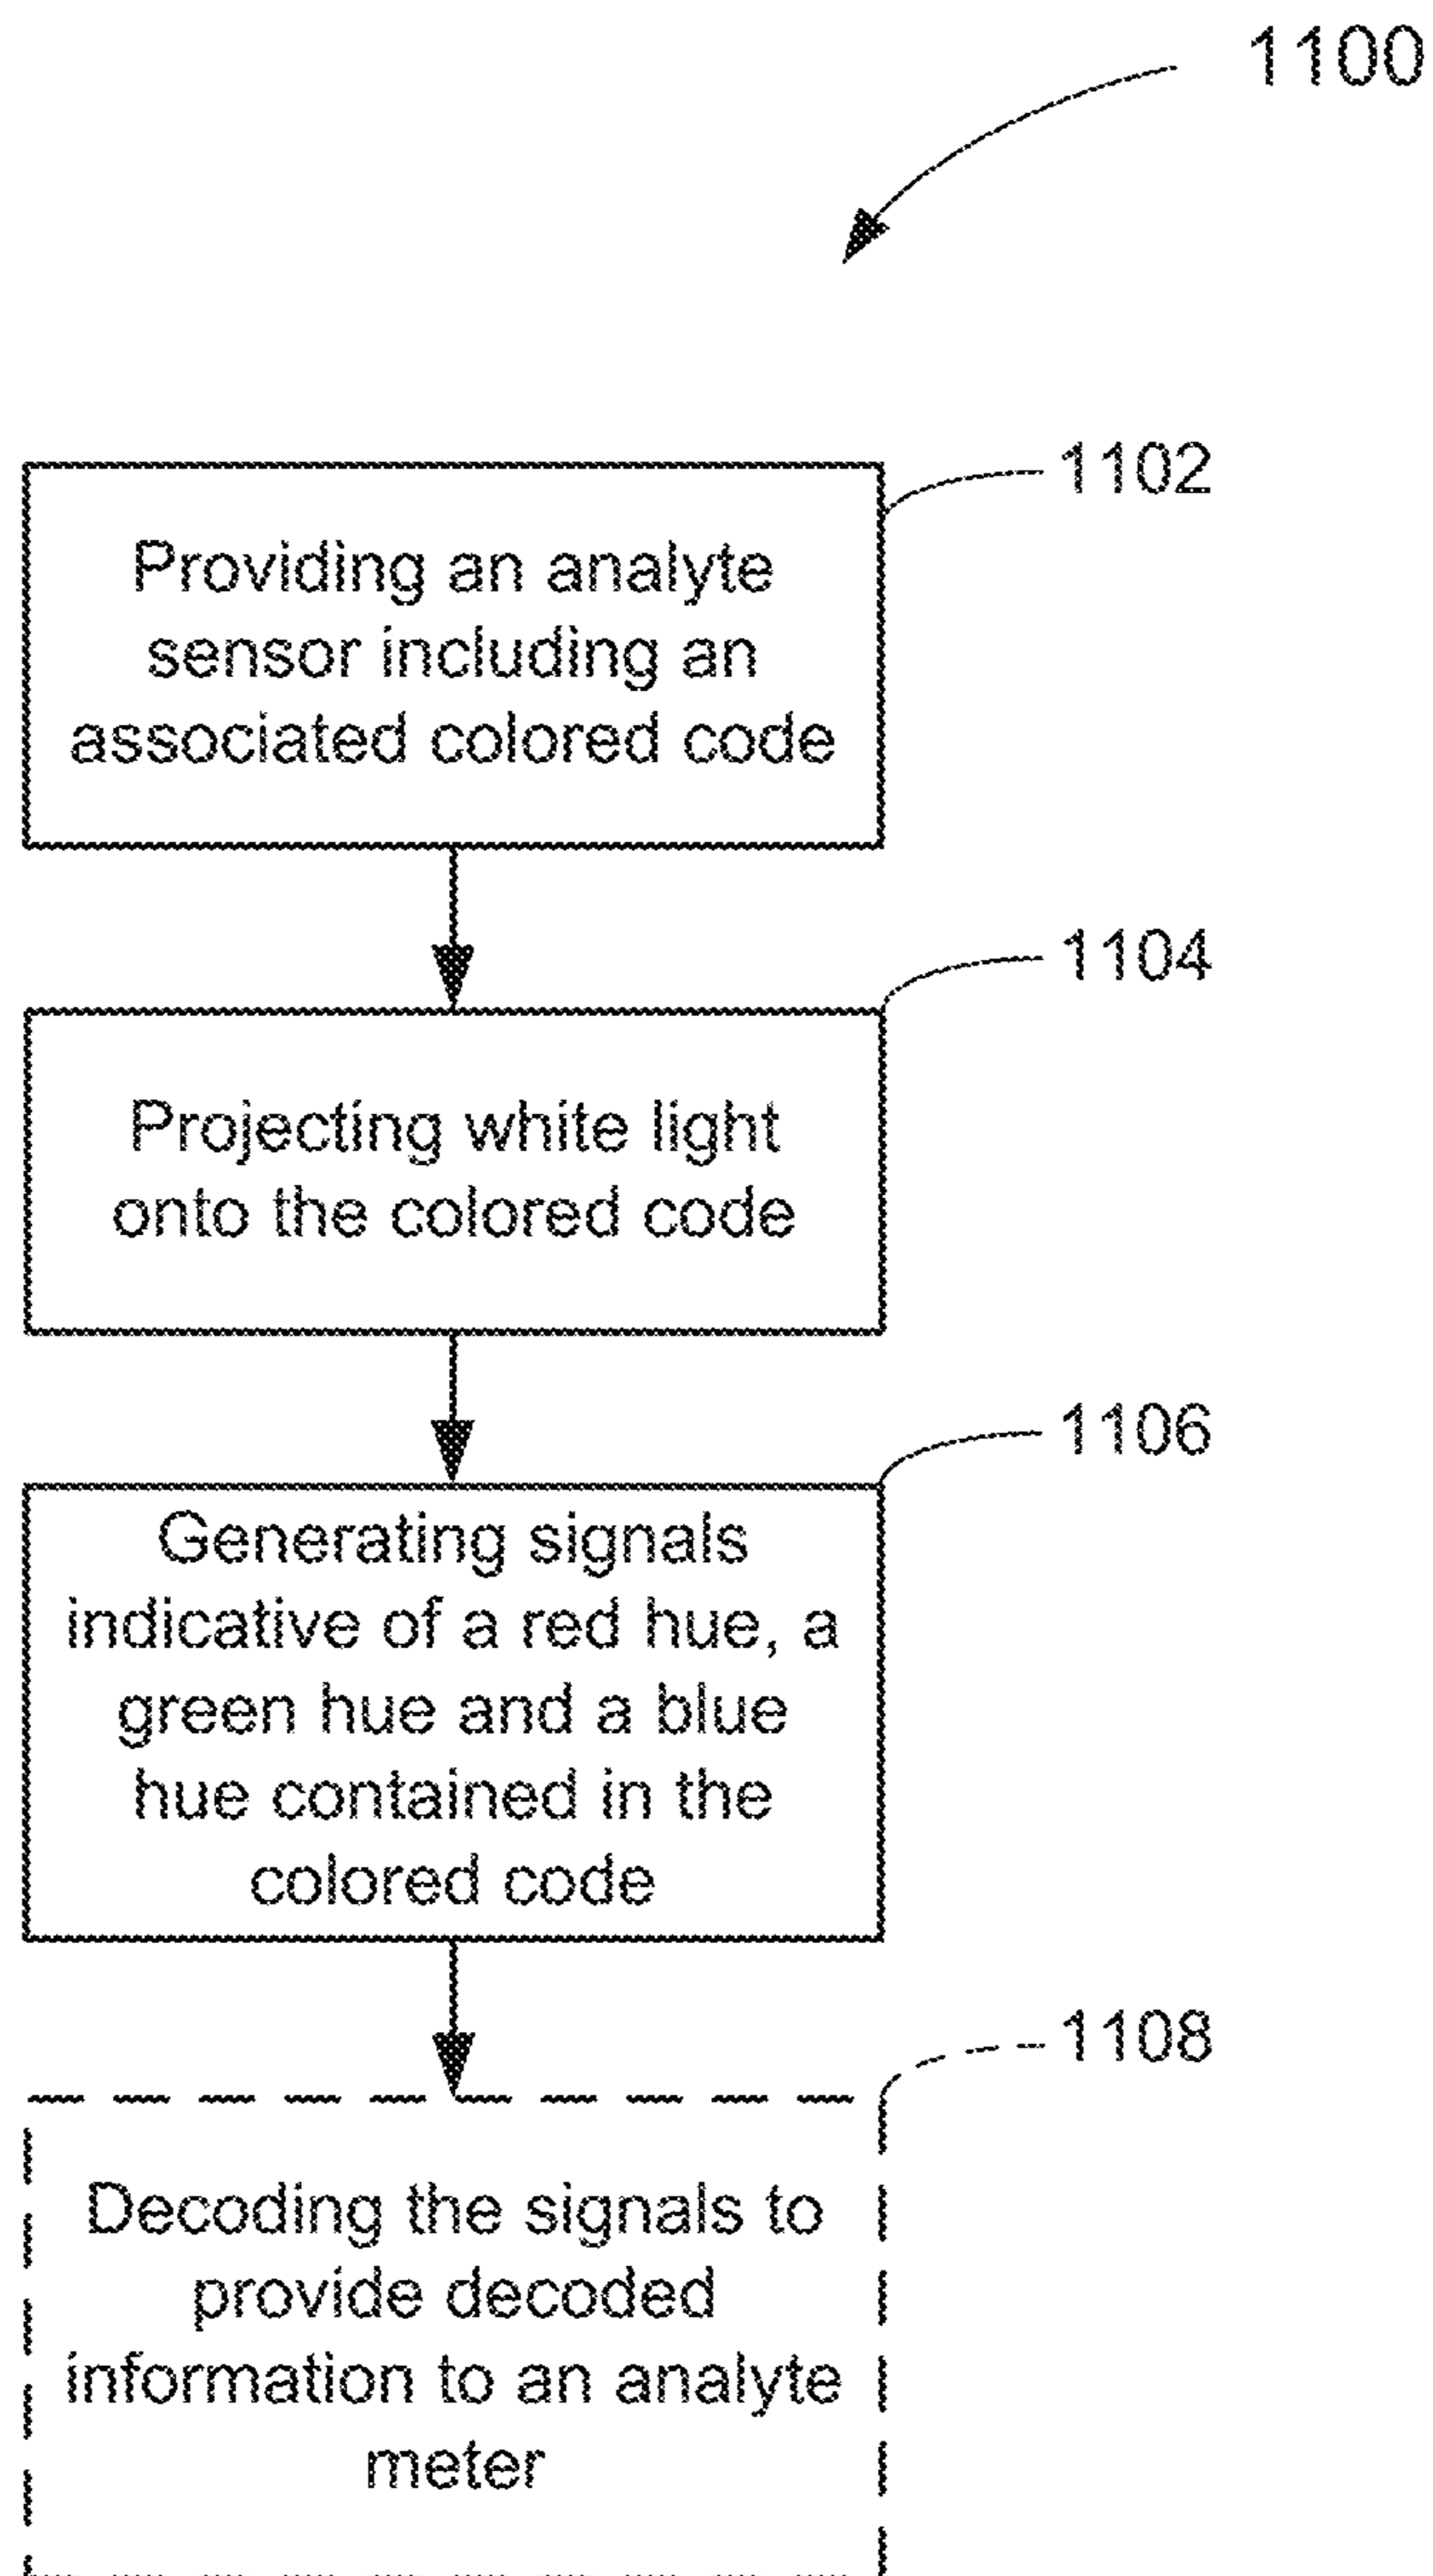 1100
1102
Providing an analyte
sensor including an
associated colored code
1104
Projecting white light
onto the colored code
1106
Generating signals
indicative of a red hue, a
green hue and a blue
hue contained in the
colored code
1108
Decoding the signals to
provide decoded
information to an analyte
meter